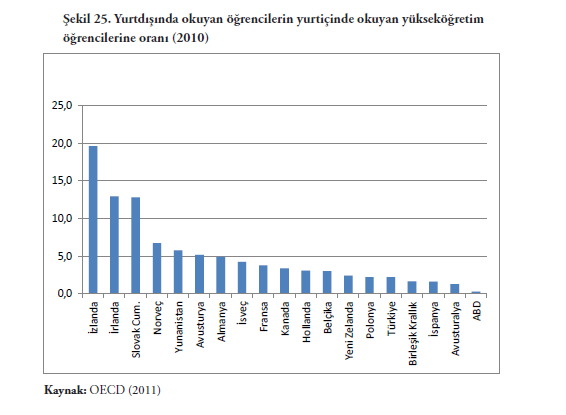 Şekil 25. Yurtdışında okuyan öğrencilerin yurtiçinde okuyan yükseköğretim
öğrencilerine oranı (2010)
25,0
20,0
15,0
10,0
5,0
0,0
İzlanda
İrlanda
Slovak Cum.
Norveç
Yunanistan
Avusturya
Almanya
İsveç
Fransa
Kanada
Hollanda
Belçika
Yeni Zelanda
Polonya
Türkiye
Birleşik Krallık
İspanya
Avusturalya
ABD
Kaynak: OECD (2011)